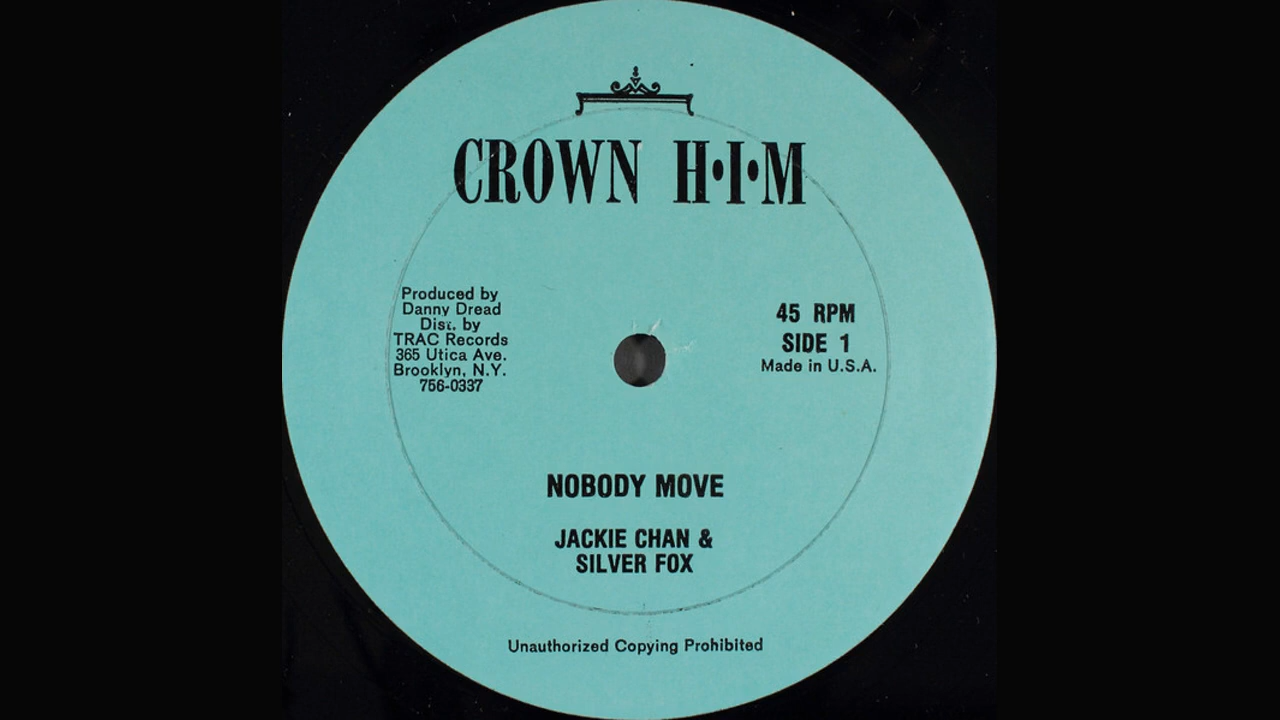 CROWN H·I·M
Produced by
Danny Dread
Dist. by
TRAC Records
365 Utica Ave.
Brooklyn, N.Y.
756-0337
45 RPM
SIDE 1
Made in U.S.A.
NOBODY MOVE
JACKIE CHAN &
SILVER FOX
Unauthorized Copying Prohibited